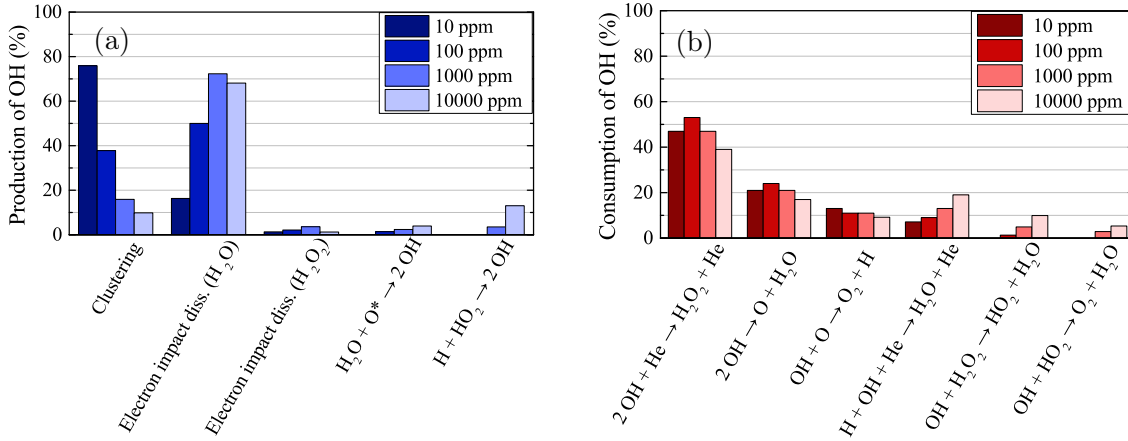 (a)
10 ppm
100 ppm
1000 ppm
10000 ppm
Production of OH (%)
100
80
60
40
20
0
Clustering
Electron impact diss. (H₂O)
Electron impact diss. (H₂O₂)
H₂O + O* → 2 OH
H + HO₂ → 2 OH
(b)
10 ppm
100 ppm
1000 ppm
10000 ppm
Consumption of OH (%)
100
80
60
40
20
0
2 OH + He → H₂O₂ + He
2 OH → O + H₂O
OH + O → O₂ + H
H + OH + He → H₂O + He
OH + H₂O₂ → HO₂ + H₂O
OH + HO₂ → O₂ + H₂O